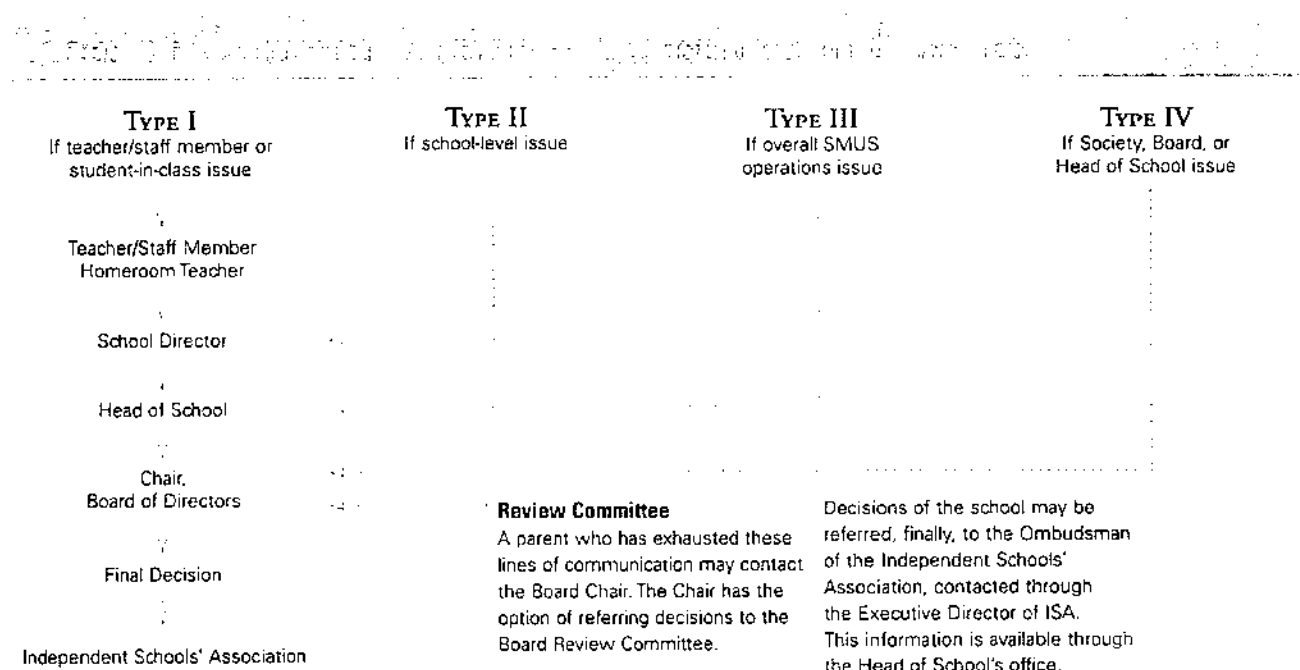 TYPE I
If teacher/staff member or
student-in-class issue
TYPE II
If school-level issue
TYPE III
If overall SMUS
operations issue
TYPE IV
If Society, Board, or
Head of School issue
Teacher/Staff Member
Homeroom Teacher
School Director
Head of School
Chair,
Board of Directors
Final Decision
Independent Schools' Association
Review Committee
A parent who has exhausted these
lines of communication may contact
the Board Chair. The Chair has the
option of referring decisions to the
Board Review Committee.
Decisions of the school may be
referred, finally, to the Ombudsman
of the Independent Schools'
Association, contacted through
the Executive Director of ISA.
This information is available through
the Head of School's office.